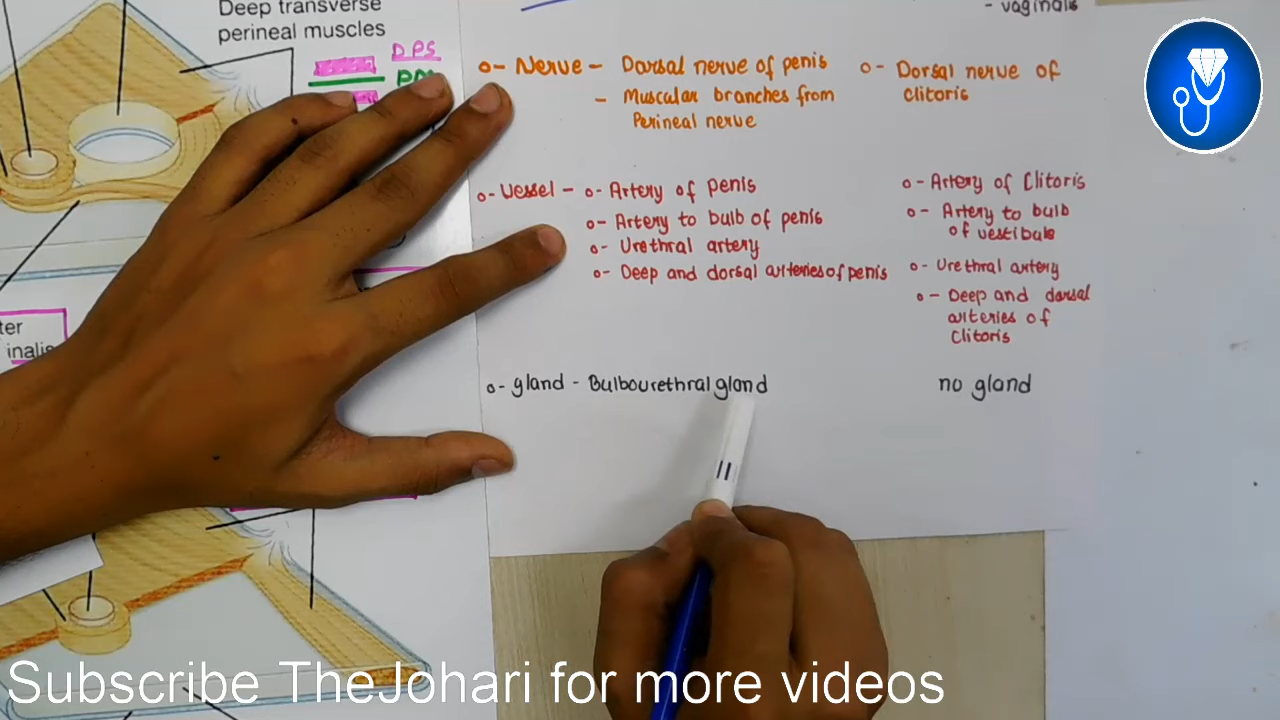 Deep transverse
perineal muscles
DPS
- vaginalis
o- Nerve - Dorsal nerve of penis
- Muscular branches from
Perineal nerve
o- Dorsal nerve of
clitoris
o- Vessel - o- Artery of penis
o- Artery to bulb of penis
o- Urethral artery
o- Deep and dorsal arteries of penis
o- Artery of Clitoris
o- Artery to bulb
of vestibule
o- Urethral artery
o- Deep and dorsal
arteries of
Clitoris
ter
inalis
o- gland - Bulbourethral gland
no gland
Subscribe TheJohari for more videos